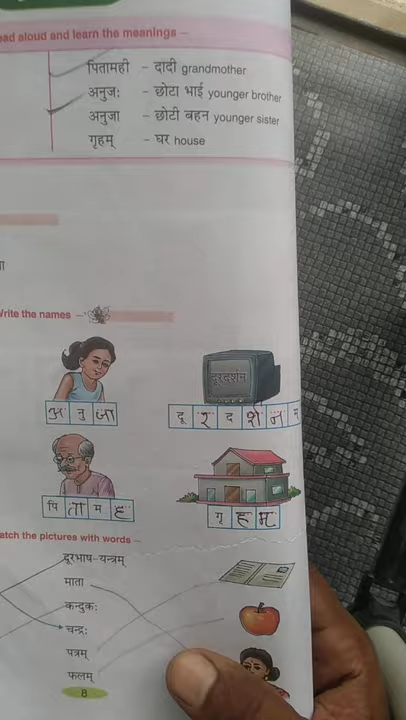 ead aloud and learn the meanings –
पितामही – दादी grandmother
अनुजः – छोटा भाई younger brother
अनुजा – छोटी बहन younger sister
गृहम् – घर house
Write the names –
दूरदर्शन
अ नु जा
दू र द र्श न म
पि ता म ह
गृ ह म्
atch the pictures with words –
दूरभाष-यन्त्रम्
माता
कन्दुकः
चन्द्रः
पत्रम्
फलम्
8